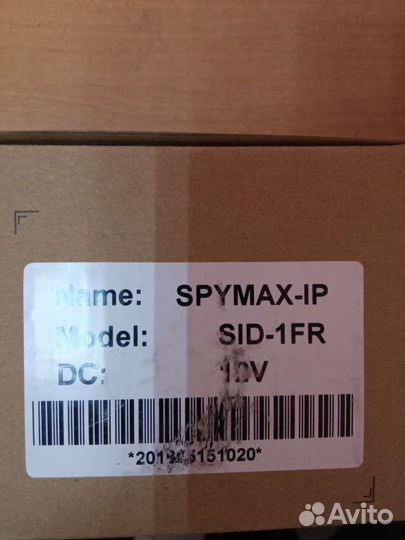 Name: SPYMAX-IP
Model: SID-1FR
DC: 12V
Avito